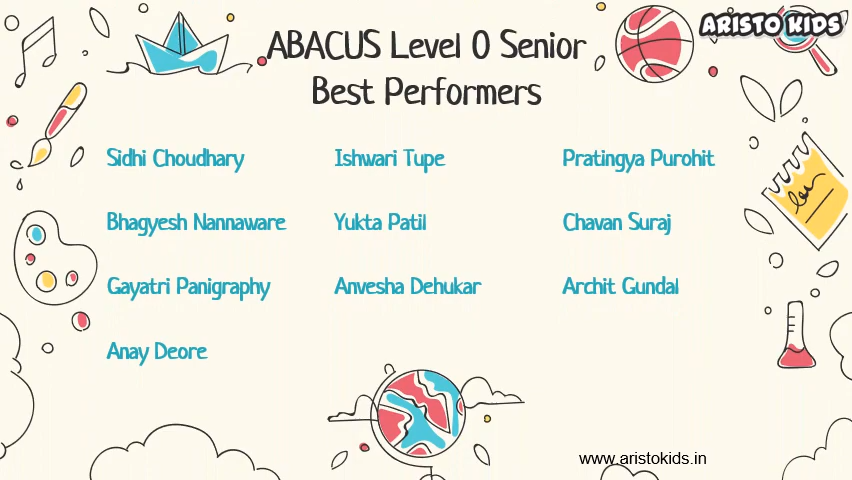 ARISTO KIDS
ABACUS Level 0 Senior
Best Performers
Sidhi Choudhary Ishwari Tupe Pratingya Purohit
Bhagyesh Nannaware Yukta Patil Chavan Suraj
Gayatri Panigraphy Anvesha Dehukar Archit Gundal
Anay Deore
www.aristokids.in